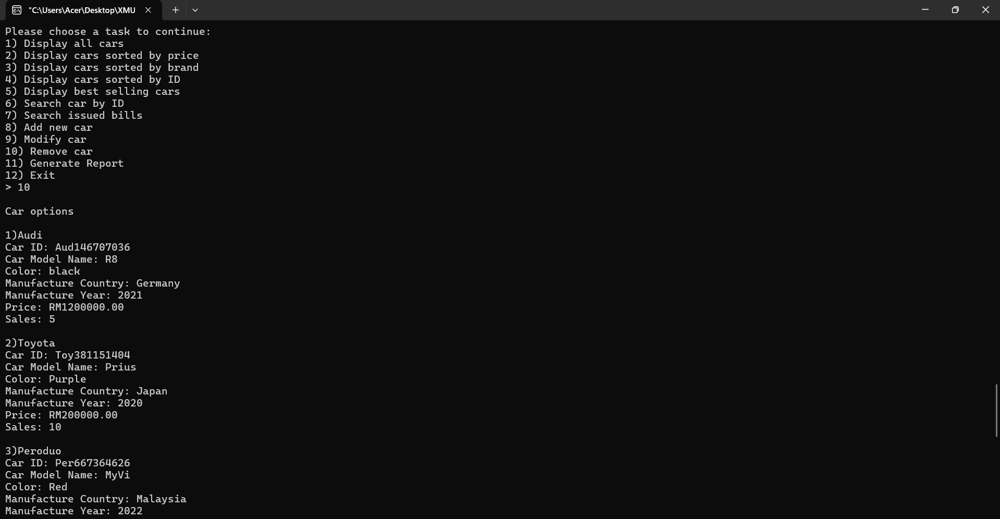 "C:\Users\Acer\Desktop\XMU
Please choose a task to continue:
1) Display all cars
2) Display cars sorted by price
3) Display cars sorted by brand
4) Display cars sorted by ID
5) Display best selling cars
6) Search car by ID
7) Search issued bills
8) Add new car
9) Modify car
10) Remove car
11) Generate Report
12) Exit
> 10
Car options
1)Audi
Car ID: Aud146707036
Car Model Name: R8
Color: black
Manufacture Country: Germany
Manufacture Year: 2021
Price: RM1200000.00
Sales: 5
2)Toyota
Car ID: Toy381151404
Car Model Name: Prius
Color: Purple
Manufacture Country: Japan
Manufacture Year: 2020
Price: RM200000.00
Sales: 10
3)Peroduo
Car ID: Per667364626
Car Model Name: MyVi
Color: Red
Manufacture Country: Malaysia
Manufacture Year: 2022